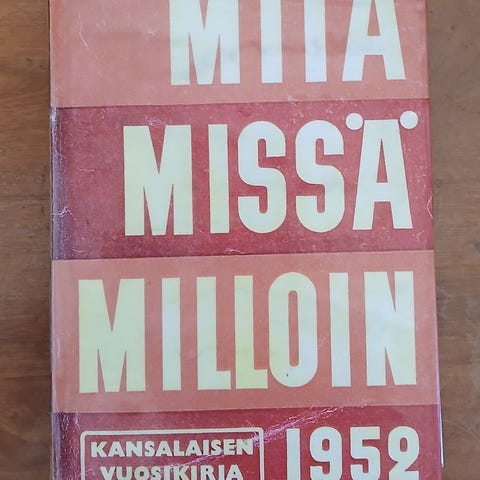 MITÄ
MISSÄ
MILLOIN
KANSALAISEN
VUOSIKIRJA
1952